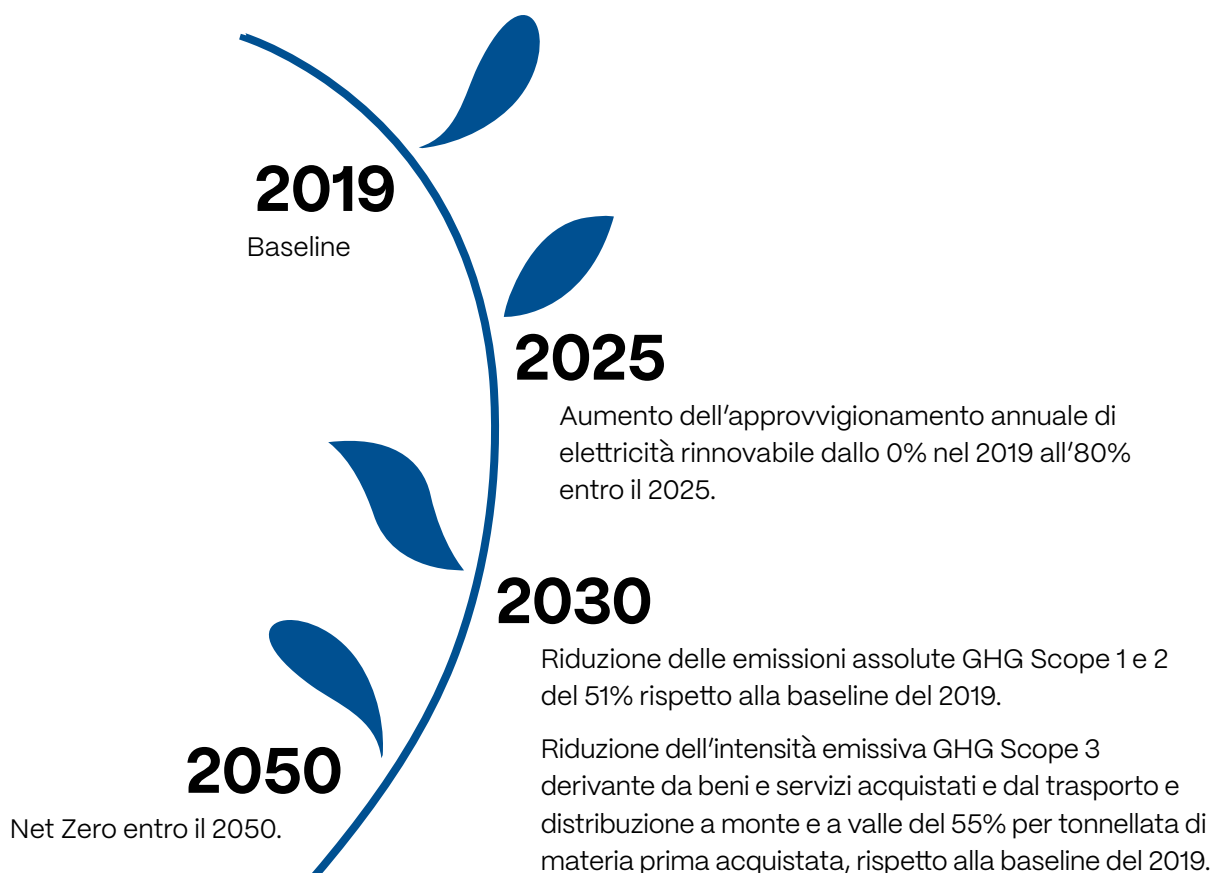 2019
Baseline
2025
Aumento dell’approvvigionamento annuale di
elettricità rinnovabile dallo 0% nel 2019 all’80%
entro il 2025.
2030
Riduzione delle emissioni assolute GHG Scope 1 e 2
del 51% rispetto alla baseline del 2019.
Riduzione dell’intensità emissiva GHG Scope 3
derivante da beni e servizi acquistati e dal trasporto e
distribuzione a monte e a valle del 55% per tonnellata di
materia prima acquistata, rispetto alla baseline del 2019.
2050
Net Zero entro il 2050.